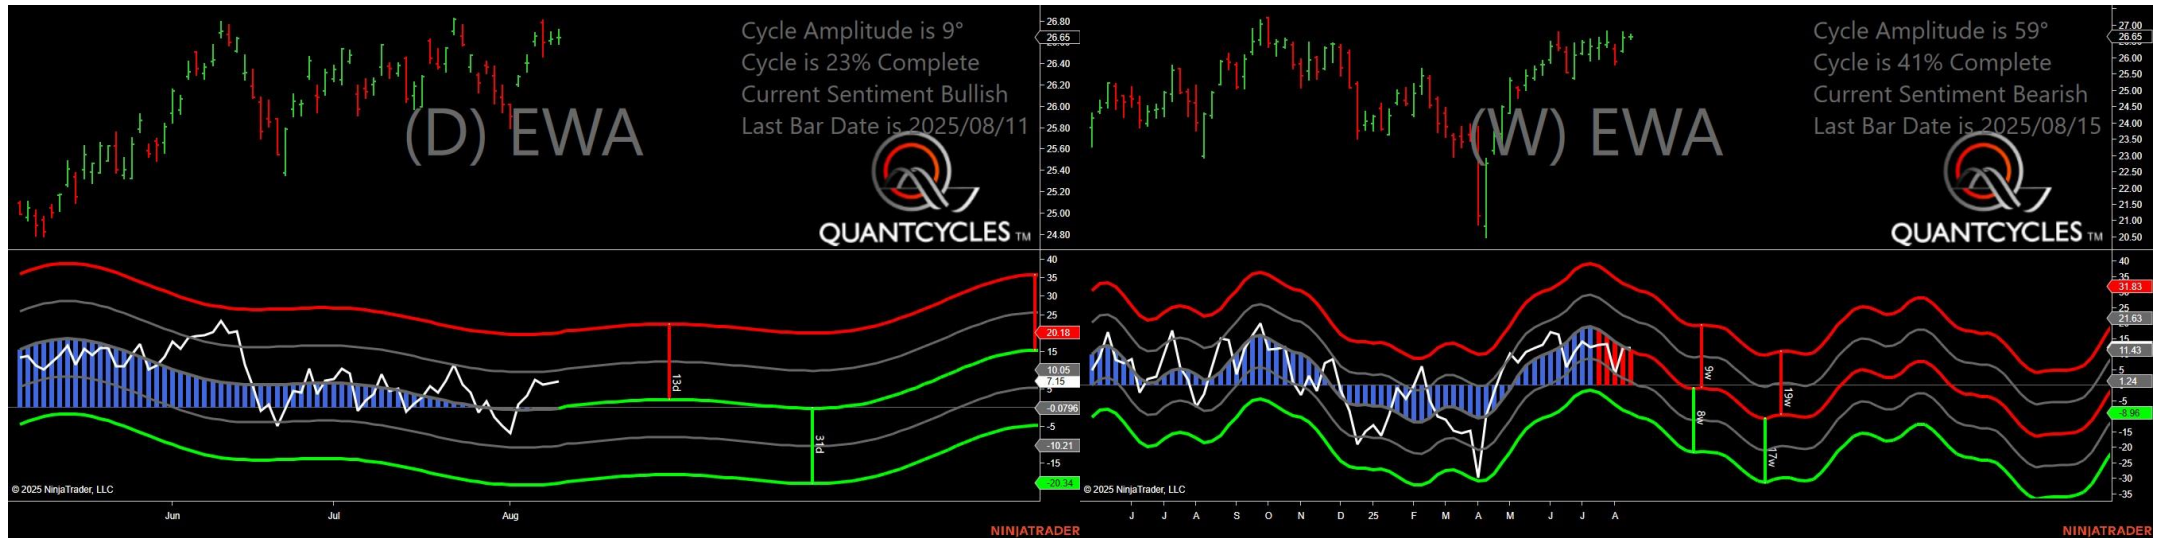 Cycle Amplitude is 9°
Cycle is 23% Complete
Current Sentiment Bullish
Last Bar Date is 2025/08/11
(D) EWA
QUANTCYCLES TM
26.80
26.65
26.40
26.20
26.00
25.80
25.60
25.40
25.20
25.00
24.80
40
35
30
25
20.18
15
10.05
7.15
5
-0.0796
-5
-10.21
-15
-20.34
13d
31d
© 2025 NinjaTrader, LLC
Jun Jul Aug
NINJATRADER
Cycle Amplitude is 59°
Cycle is 41% Complete
Current Sentiment Bearish
Last Bar Date is 2025/08/15
(W) EWA
QUANTCYCLES TM
27.00
26.65
26.00
25.50
25.00
24.50
24.00
23.50
23.00
22.50
22.00
21.50
21.00
20.50
40
35
31.83
25
21.63
15
11.43
5
1.24
-5
-8.96
-15
-20
-25
-30
-35
9w
19w
8w
17w
© 2025 NinjaTrader, LLC
J J A S O N D 25 F M A M J J A
NINJATRADER